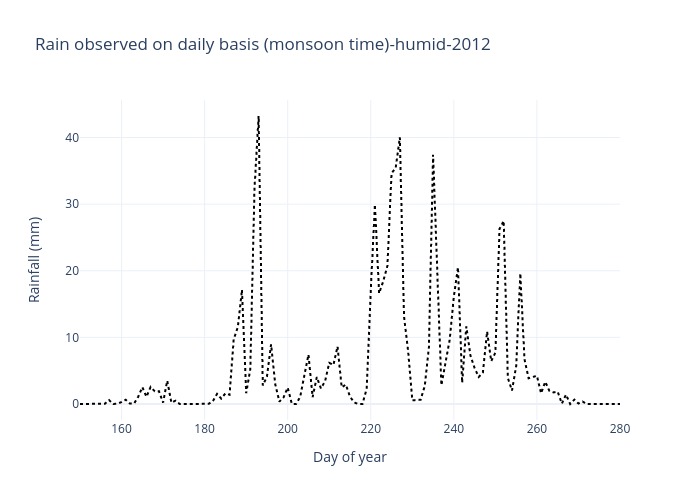 Rain observed on daily basis (monsoon time)-humid-2012
40
30
20
10
0
Rainfall (mm)
160 180 200 220 240 260 280
Day of year